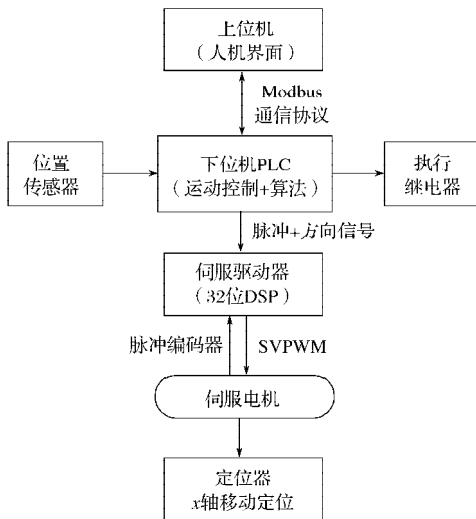 上位机
（人机界面）
Modbus
通信协议
位置
传感器
下位机PLC
（运动控制+算法）
执行
继电器
脉冲+方向信号
伺服驱动器
（32位DSP）
脉冲编码器
SVPWM
伺服电机
定位器
x轴移动定位